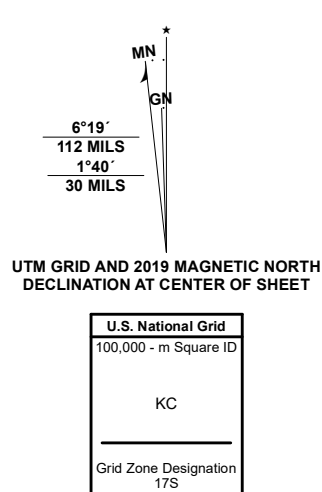 ★
MN
GN
6°19´
112 MILS
1°40´
30 MILS
UTM GRID AND 2019 MAGNETIC NORTH
DECLINATION AT CENTER OF SHEET
U.S. National Grid
100,000 - m Square ID
KC
Grid Zone Designation
17S